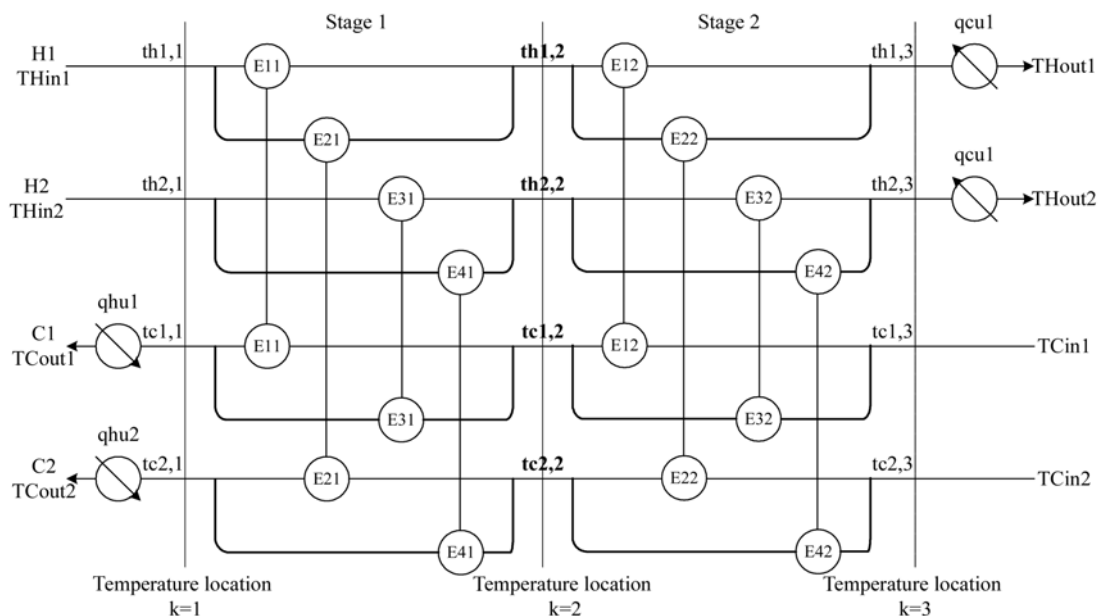 Stage 1
Stage 2
qcu1
H1
THin1
th1,1
E11
th1,2
E12
th1,3
THout1
E21
E22
qcu1
H2
THin2
th2,1
E31
th2,2
E32
th2,3
THout2
E41
E42
qhu1
C1
TCout1
tc1,1
E11
tc1,2
E12
tc1,3
TCin1
E31
E32
qhu2
C2
TCout2
tc2,1
E21
tc2,2
E22
tc2,3
TCin2
E41
E42
Temperature location
k=1
Temperature location
k=2
Temperature location
k=3